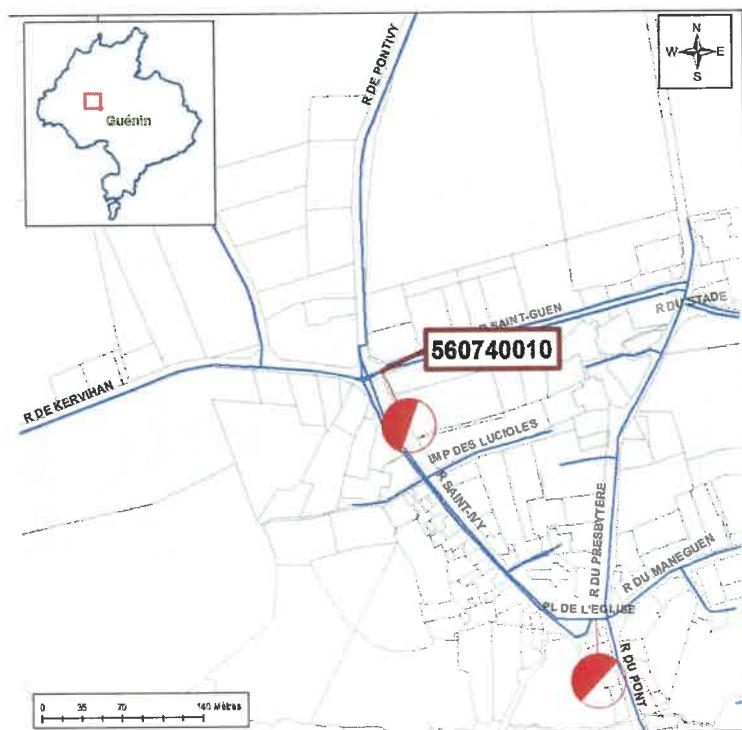 N
W E
S
Guénin
R DE PONTIVY
R SAINT-GUEN
R DU STADE
560740010
R DE KERVIHAN
IMP DES LUCIOLES
R SAINT-IVY
R DU PRESBYTERE
R DU MANEGUEN
PL DE L'EGLISE
R DU PONT
0 35 70 140 Mètres